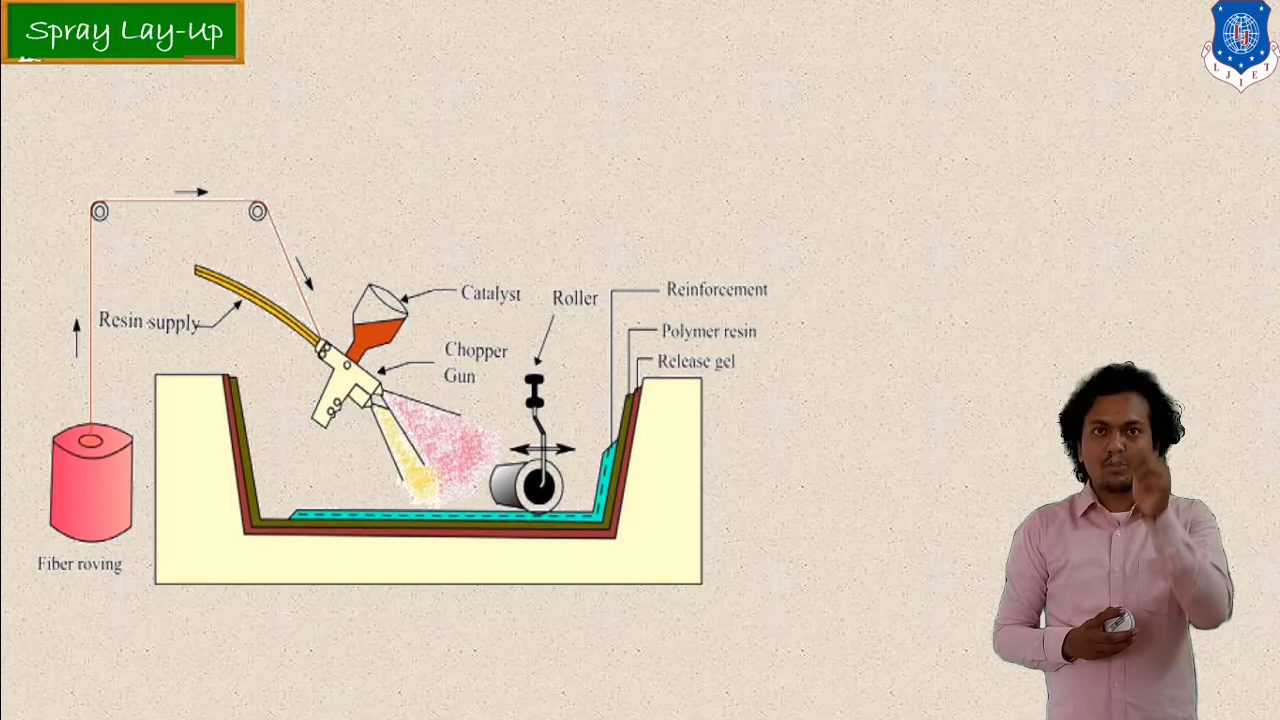 Spray Lay-Up
L J I E T
Reinforcement
Catalyst
Roller
Resin supply
Polymer resin
Chopper
Gun
Release gel
Fiber roving